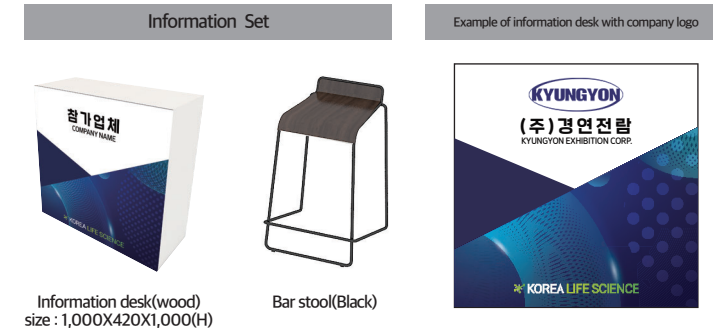 Information Set
Example of information desk with company logo
참가업체
COMPANY NAME
KOREA LIFE SCIENCE
Information desk(wood)
size : 1,000X420X1,000(H)
Bar stool(Black)
KYUNGYON
(주)경연전람
KYUNGYON EXHIBITION CORP.
KOREA LIFE SCIENCE